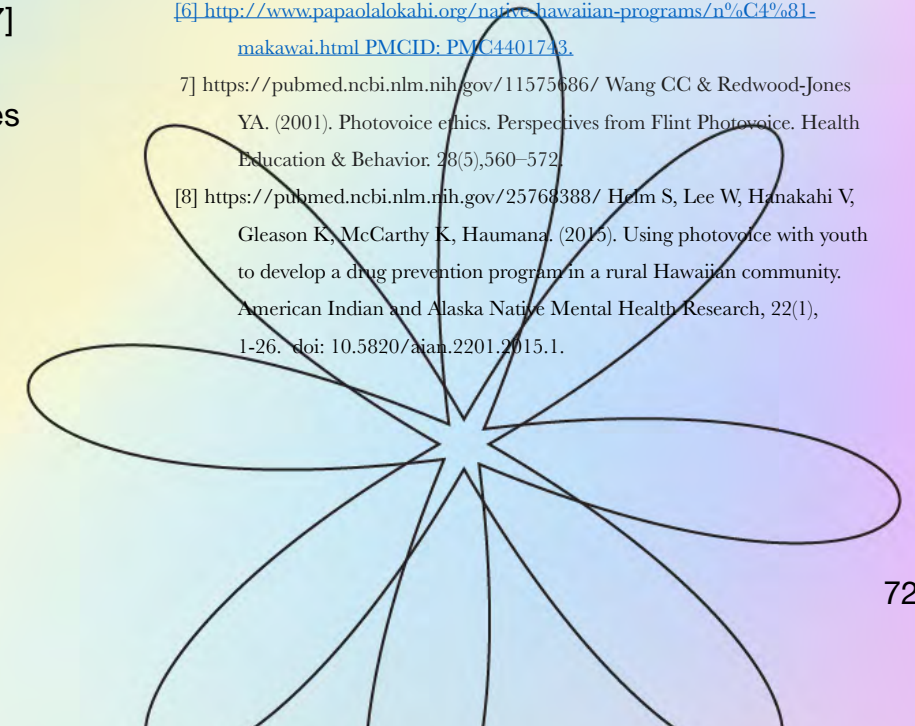 7]
es
[6] http://www.papaolalokahi.org/native-hawaiian-programs/n%C4%81-
makawai.html PMCID: PMC4401743.
7] https://pubmed.ncbi.nlm.nih.gov/11575686/ Wang CC & Redwood-Jones
YA. (2001). Photovoice ethics. Perspectives from Flint Photovoice. Health
Education & Behavior. 28(5),560–572.
[8] https://pubmed.ncbi.nlm.nih.gov/25768388/ Helm S, Lee W, Hanakahi V,
Gleason K, McCarthy K, Haumana. (2015). Using photovoice with youth
to develop a drug prevention program in a rural Hawaiian community.
American Indian and Alaska Native Mental Health Research, 22(1),
1-26. doi: 10.5820/aian.2201.2015.1.
72